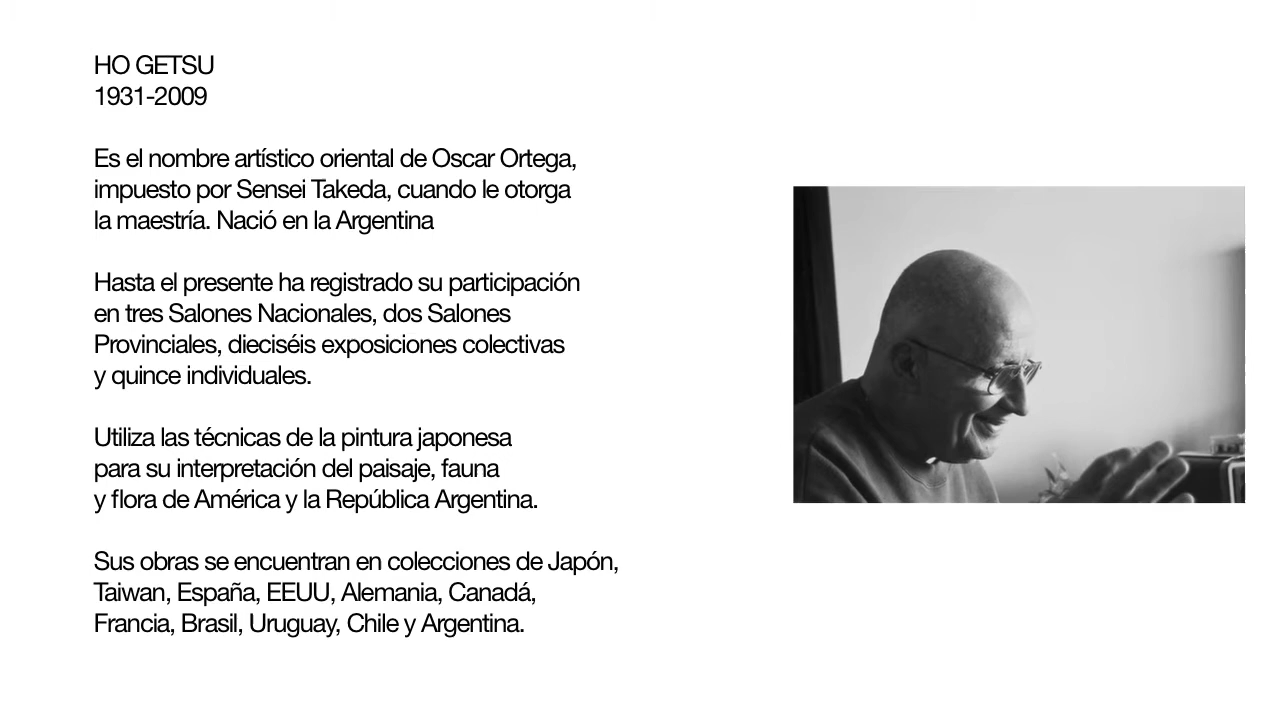 HO GETSU
1931-2009
Es el nombre artístico oriental de Oscar Ortega,
impuesto por Sensei Takeda, cuando le otorga
la maestría. Nació en la Argentina
Hasta el presente ha registrado su participación
en tres Salones Nacionales, dos Salones
Provinciales, dieciséis exposiciones colectivas
y quince individuales.
Utiliza las técnicas de la pintura japonesa
para su interpretación del paisaje, fauna
y flora de América y la República Argentina.
Sus obras se encuentran en colecciones de Japón,
Taiwan, España, EEUU, Alemania, Canadá,
Francia, Brasil, Uruguay, Chile y Argentina.